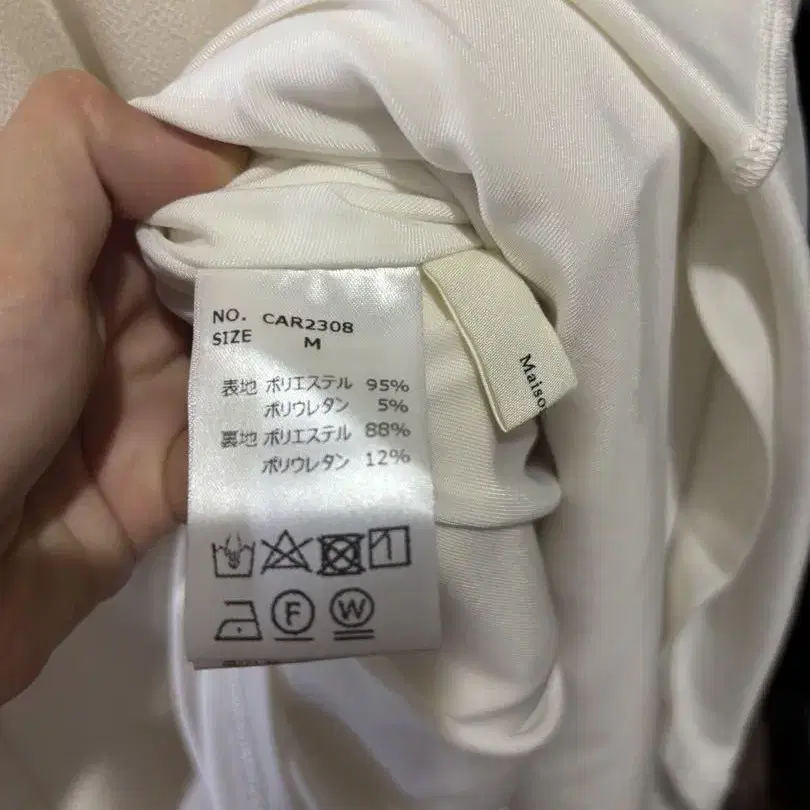 NO. CAR2308
SIZE M
表地 ポリエステル 95%
ポリウレタン 5%
裏地 ポリエステル 88%
ポリウレタン 12%
F
W
Maiso